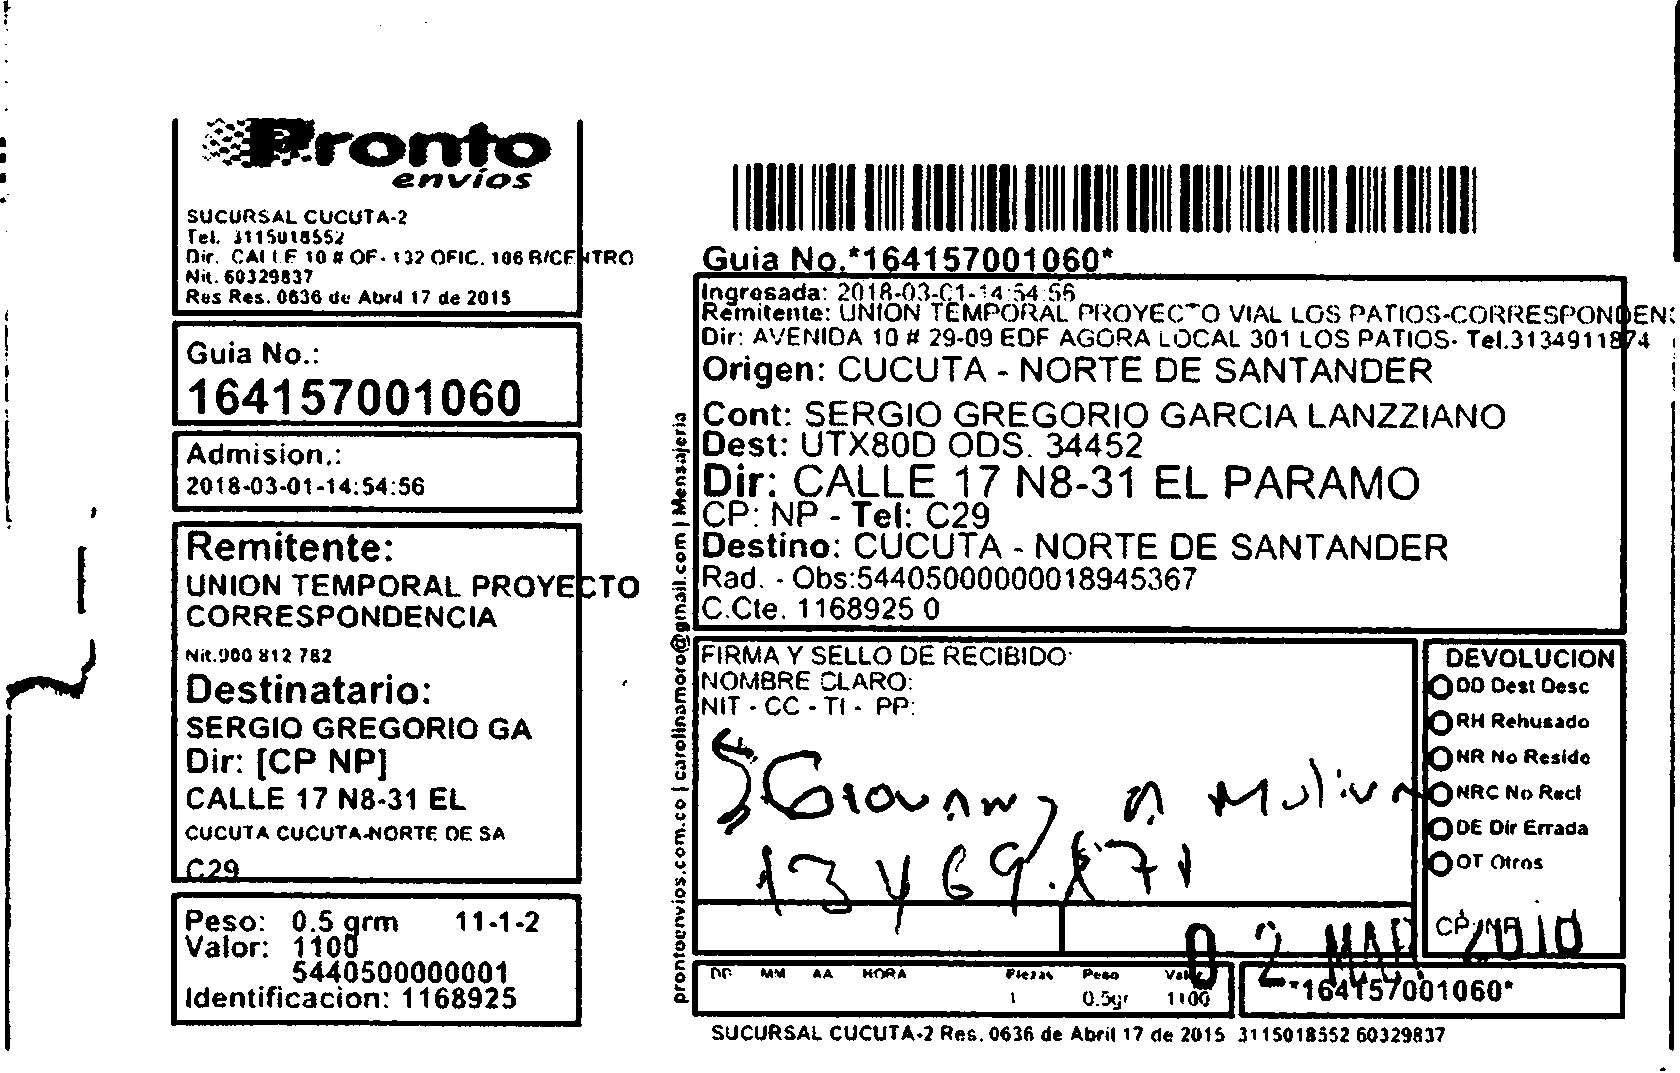 Pronto
envíos
SUCURSAL CUCUTA-2
Tel. 3115018552
Dir. CALLE 10 # OF- 132 OFIC. 106 B/CENTRO
Nit. 60329837
Res Res. 0636 de Abril 17 de 2015
Guia No.:
164157001060
Admision.:
2018-03-01-14:54:56
Remitente:
UNION TEMPORAL PROYECTO
CORRESPONDENCIA
Nit.900 812 782
Destinatario:
SERGIO GREGORIO GA
Dir: [CP NP]
CALLE 17 N8-31 EL
CUCUTA CUCUTA-NORTE DE SA
C29
Peso: 0.5 grm 11-1-2
Valor: 1100
5440500000001
Identificacion: 1168925
prontoenvios.com.co | carolinamoro@gmail.com | Mensajeria
Guia No.*164157001060*
Ingresada: 2018-03-01-14:54:56
Remitente: UNION TEMPORAL PROYECTO VIAL LOS PATIOS-CORRESPONDEN
Dir: AVENIDA 10 # 29-09 EDF AGORA LOCAL 301 LOS PATIOS- Tel.3134911874
Origen: CUCUTA - NORTE DE SANTANDER
Cont: SERGIO GREGORIO GARCIA LANZZIANO
Dest: UTX80D ODS. 34452
Dir: CALLE 17 N8-31 EL PARAMO
CP: NP - Tel: C29
Destino: CUCUTA - NORTE DE SANTANDER
Rad. - Obs:544050000000018945367
C.Cte. 1168925 0
FIRMA Y SELLO DE RECIBIDO:
NOMBRE CLARO:
NIT - CC - TI - PP:
Giovanny
DEVOLUCION
DD Dest Desc
RH Rehusado
NR No Reside
NRC No Recl
DE Dir Errada
OT Otros
CP: NP
02 MAR
DD MM AA HORA Piezas Peso Valor
1 0.5gr 1100
*164157001060*
SUCURSAL CUCUTA-2 Res. 0636 de Abril 17 de 2015 3115018552 60329837